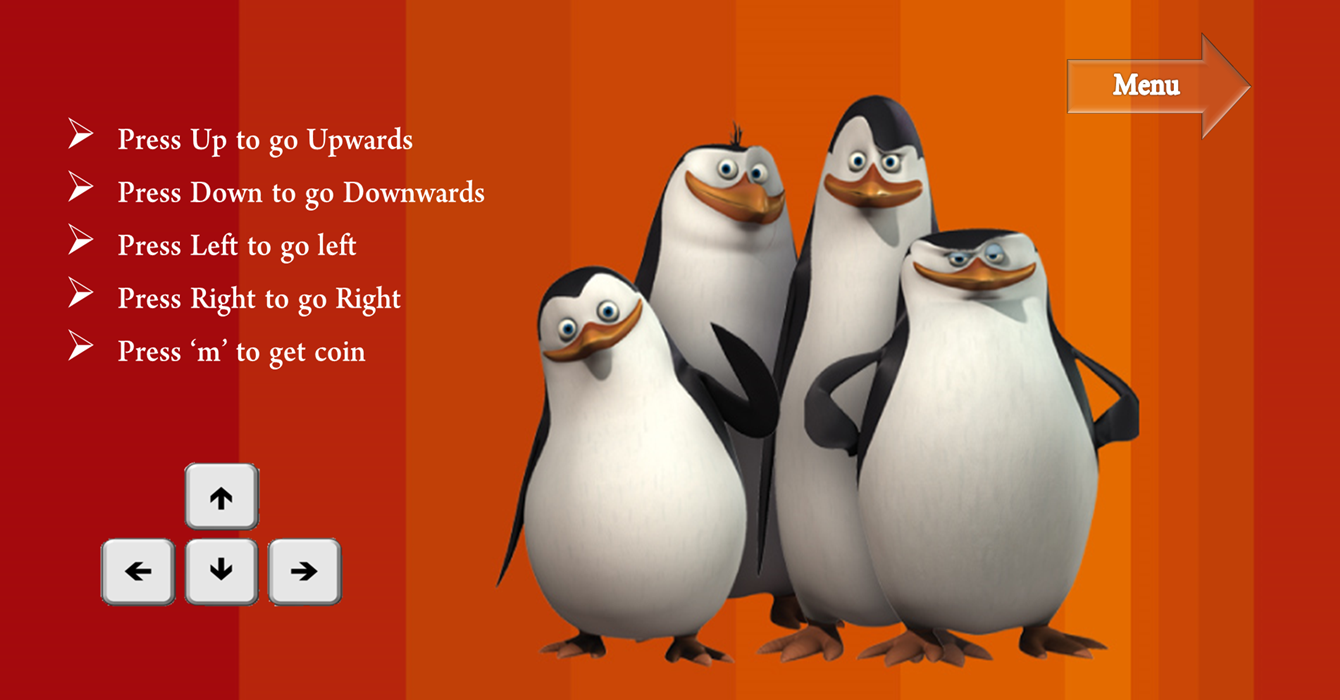 Menu
Press Up to go Upwards
Press Down to go Downwards
Press Left to go left
Press Right to go Right
Press ‘m’ to get coin